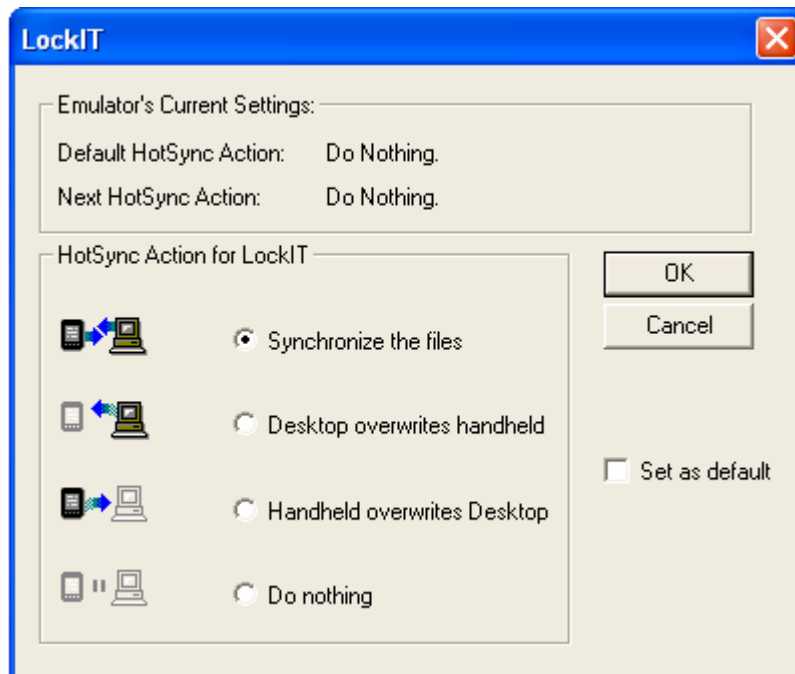 LockIT
Emulator's Current Settings:
Default HotSync Action: Do Nothing.
Next HotSync Action: Do Nothing.
HotSync Action for LockIT
Synchronize the files
Desktop overwrites handheld
Handheld overwrites Desktop
Do nothing
OK
Cancel
Set as default